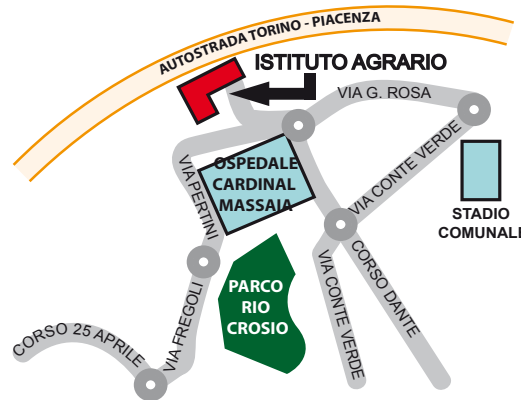 AUTOSTRADA TORINO - PIACENZA
ISTITUTO AGRARIO
VIA G. ROSA
VIA PERTINI
OSPEDALE
CARDINAL
MASSAIA
VIA CONTE VERDE
STADIO
COMUNALE
PARCO
RIO
CROSIO
VIA CONTE VERDE
CORSO DANTE
VIA FREGOLI
CORSO 25 APRILE